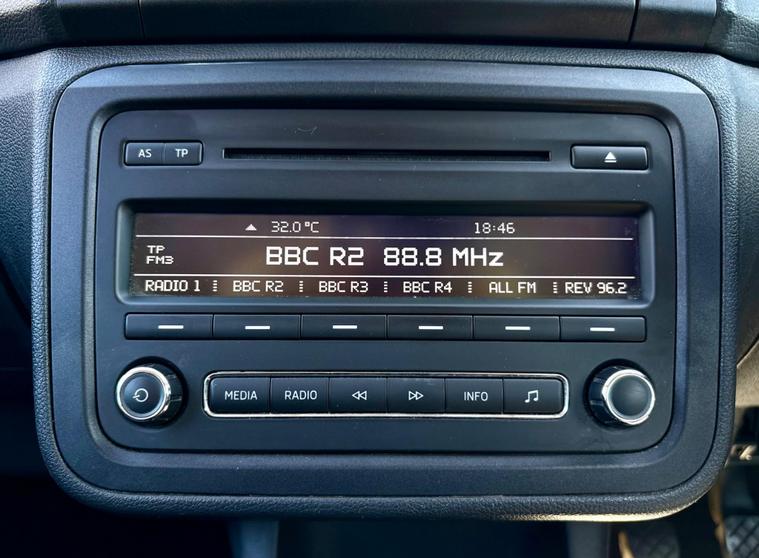 AS TP
32.0 °C 18:46
TP
FM3
BBC R2 88.8 MHz
RADIO 1 BBC R2 BBC R3 BBC R4 ALL FM REV 96.2
MEDIA RADIO INFO